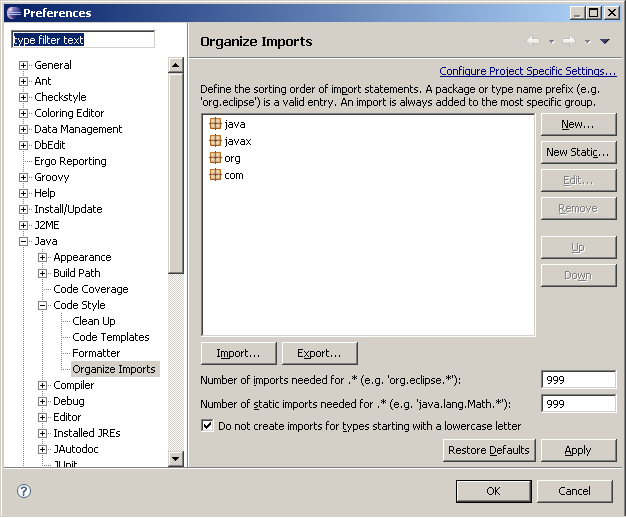 Preferences
type filter text
General
Ant
Checkstyle
Coloring Editor
Data Management
DbEdit
Ergo Reporting
Groovy
Help
Install/Update
J2ME
Java
Appearance
Build Path
Code Coverage
Code Style
Clean Up
Code Templates
Formatter
Organize Imports
Compiler
Debug
Editor
Installed JREs
JAutodoc
JUnit
Organize Imports
Configure Project Specific Settings...
Define the sorting order of import statements. A package or type name prefix (e.g.
'org.eclipse') is a valid entry. An import is always added to the most specific group.
java
javax
org
com
New...
New Static...
Edit...
Remove
Up
Down
Import...
Export...
Number of imports needed for .* (e.g. 'org.eclipse.*'):
999
Number of static imports needed for .* (e.g. 'java.lang.Math.*'):
999
Do not create imports for types starting with a lowercase letter
Restore Defaults
Apply
?
OK
Cancel